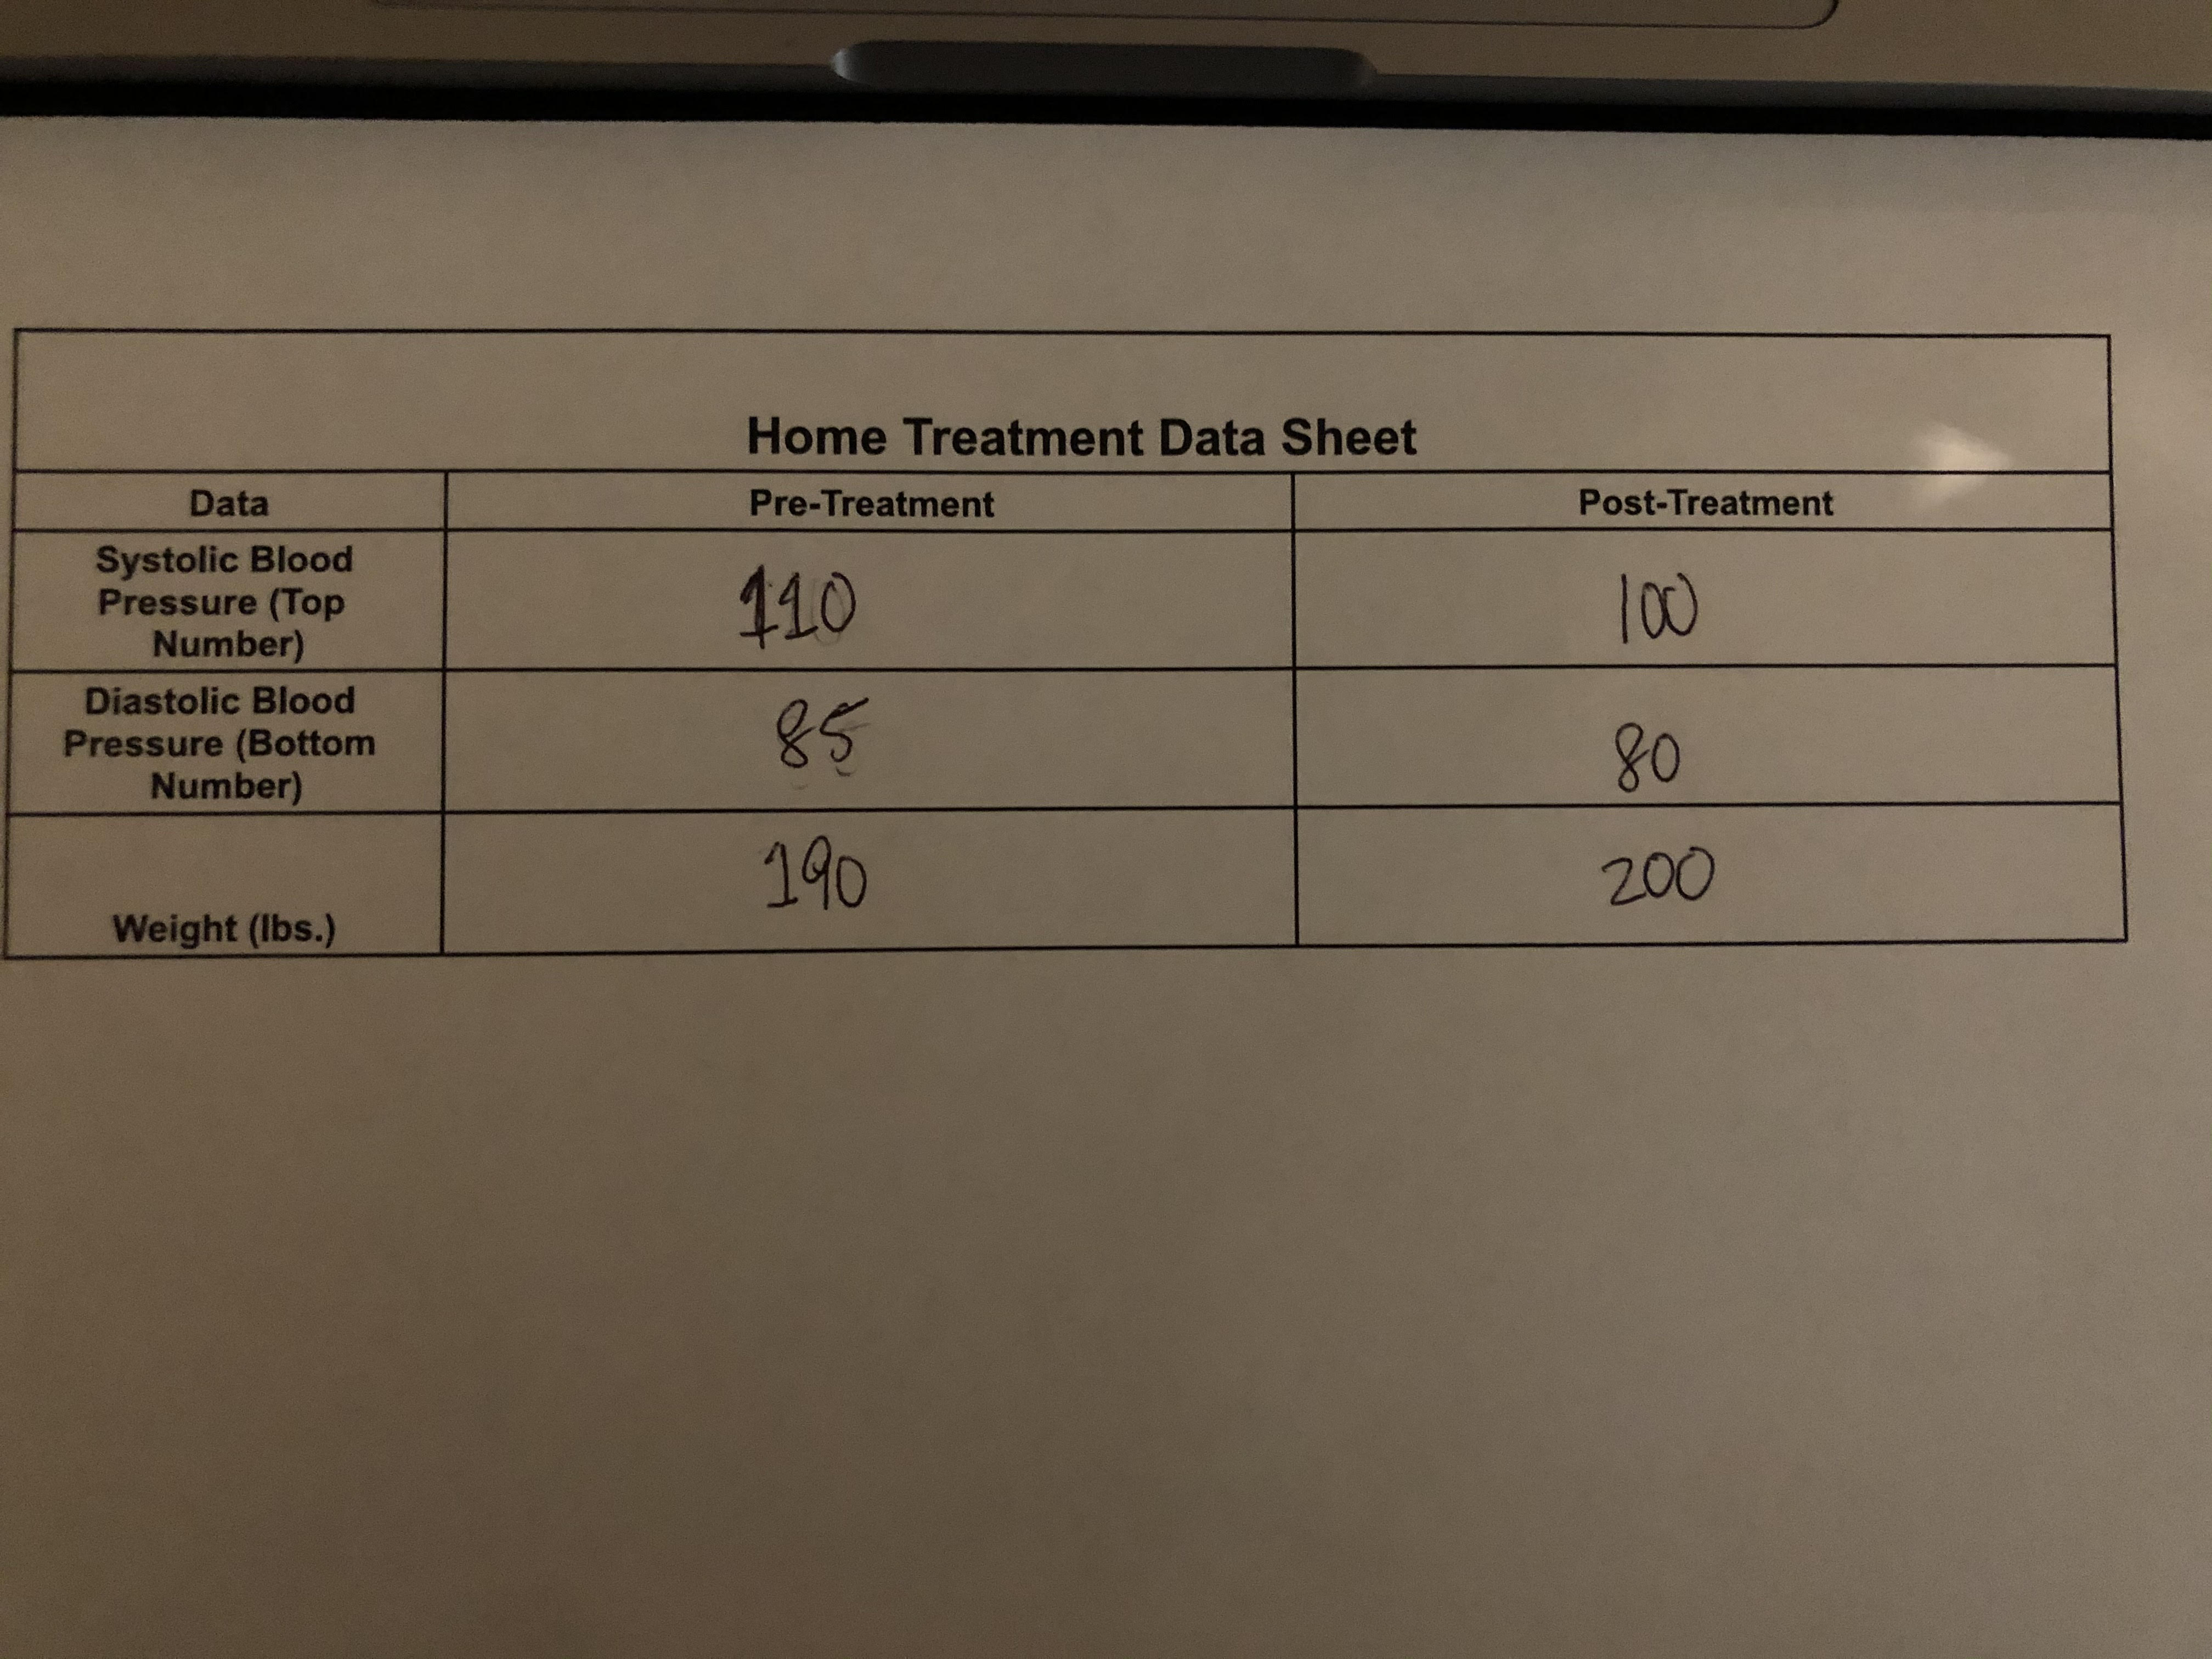 Home Treatment Data Sheet
Data Pre-Treatment Post-Treatment
Systolic Blood
Pressure (Top
Number)
110 100
Diastolic Blood
Pressure (Bottom
Number)
85 80
Weight (lbs.)
190 200